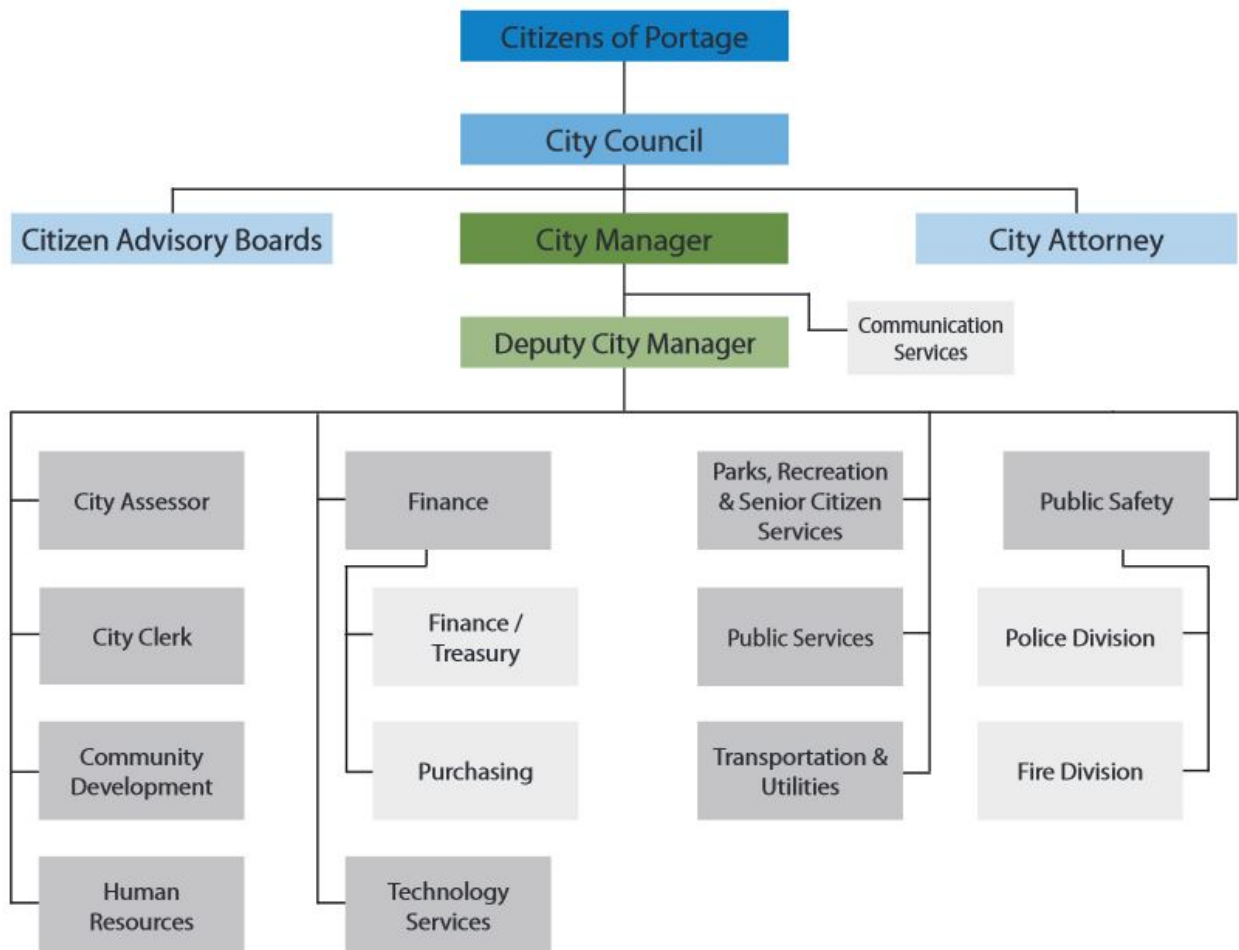 Citizens of Portage
City Council
Citizen Advisory Boards
City Manager
City Attorney
Communication
Services
Deputy City Manager
City Assessor
Finance
Parks, Recreation
& Senior Citizen
Services
Public Safety
City Clerk
Finance /
Treasury
Public Services
Police Division
Community
Development
Purchasing
Transportation &
Utilities
Fire Division
Human
Resources
Technology
Services